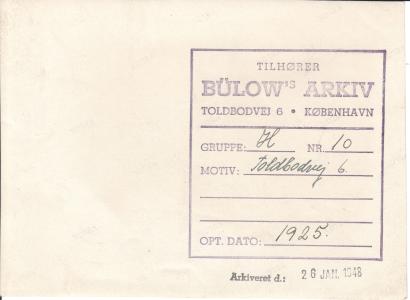 TILHØRER
BÜLOW'S ARKIV
TOLDBODVEJ 6 • KØBENHAVN
GRUPPE: H NR. 10
MOTIV: Toldbodvej 6.
OPT. DATO: 1925.
Arkiveret d.: 26 JAN. 1948